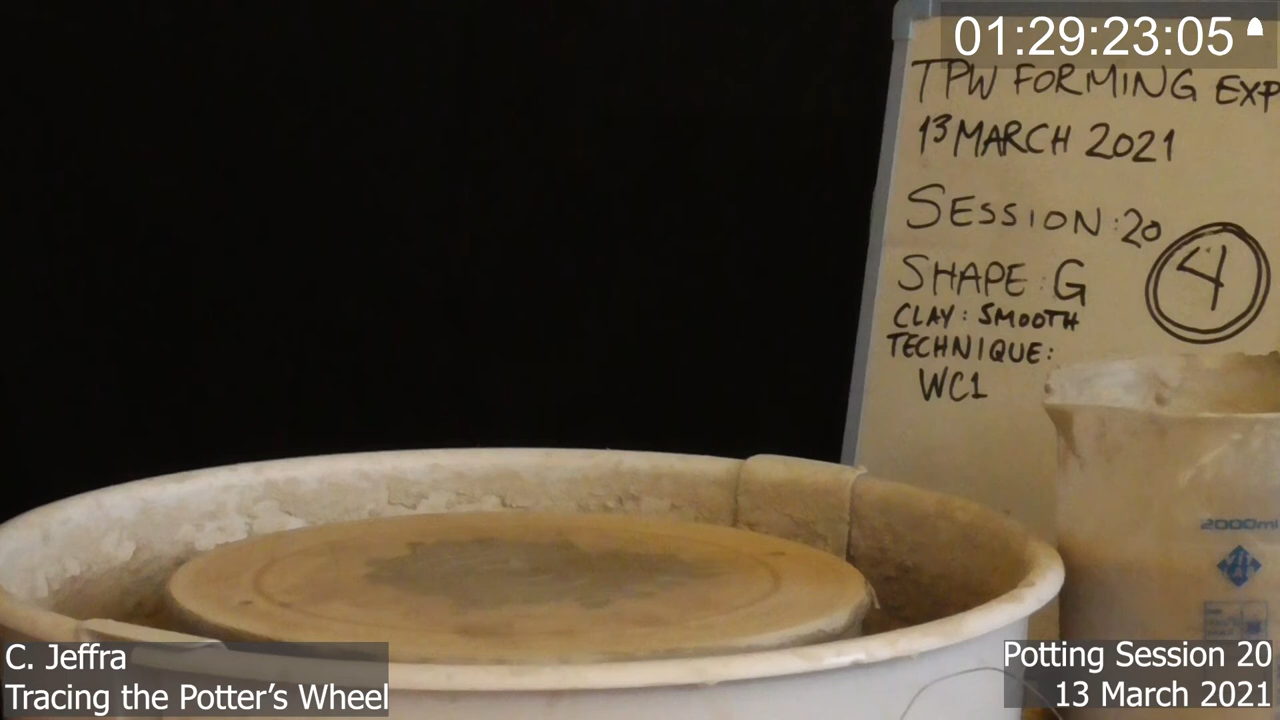 01:29:23:05
TPW FORMING EXP
13 MARCH 2021
SESSION: 20
4
SHAPE: G
CLAY: SMOOTH
TECHNIQUE:
WC1
2000ml
C. Jeffra
Tracing the Potter's Wheel
Potting Session 20
13 March 2021